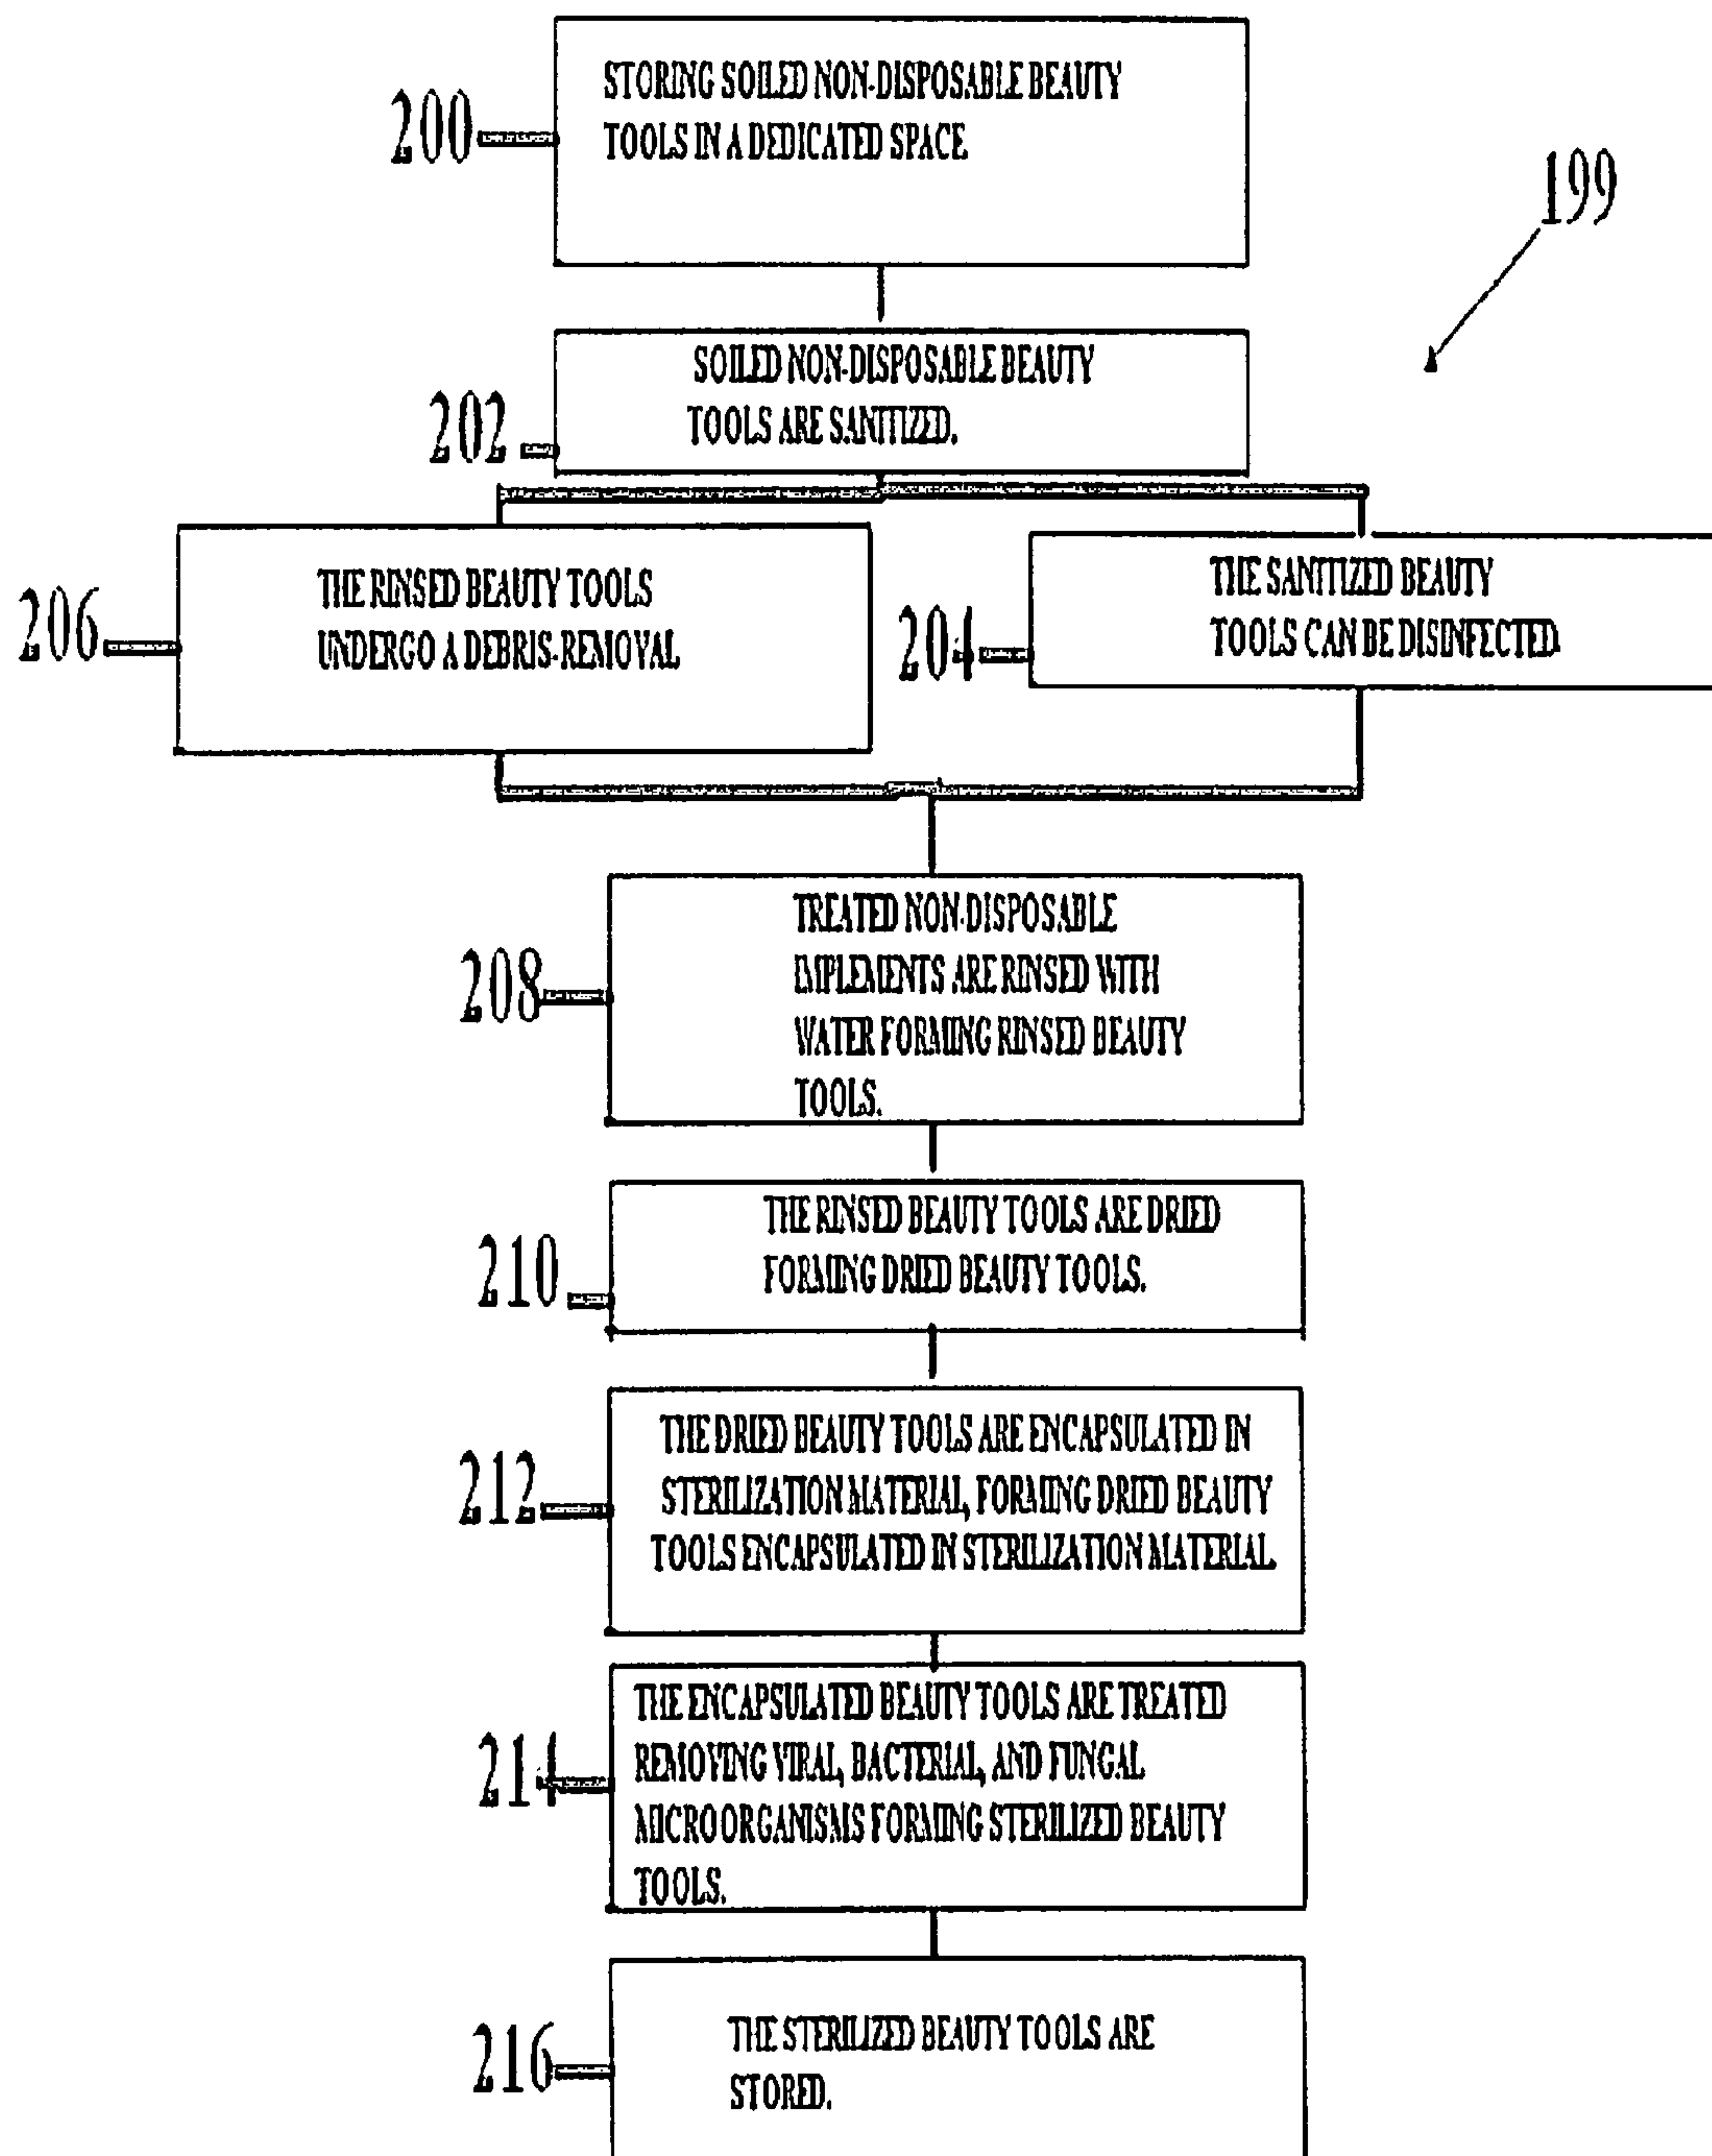 200
STORING SOILED NON-DISPOSABLE BEAUTY
TOOLS IN A DEDICATED SPACE
199
202
SOILED NON-DISPOSABLE BEAUTY
TOOLS ARE SANITIZED.
206
THE RINSED BEAUTY TOOLS
UNDERGO A DEBRIS-REMOVAL
204
THE SANITIZED BEAUTY
TOOLS CAN BE DISINFECTED.
208
TREATED NON-DISPOSABLE
IMPLEMENTS ARE RINSED WITH
WATER FORMING RINSED BEAUTY
TOOLS.
210
THE RINSED BEAUTY TOOLS ARE DRIED
FORMING DRIED BEAUTY TOOLS.
212
THE DRIED BEAUTY TOOLS ARE ENCAPSULATED IN
STERILIZATION MATERIAL, FORMING DRIED BEAUTY
TOOLS ENCAPSULATED IN STERILIZATION MATERIAL.
214
THE ENCAPSULATED BEAUTY TOOLS ARE TREATED
REMOVING VIRAL, BACTERIAL, AND FUNGAL
MICROORGANISMS FORMING STERILIZED BEAUTY
TOOLS.
216
THE STERILIZED BEAUTY TOOLS ARE
STORED.